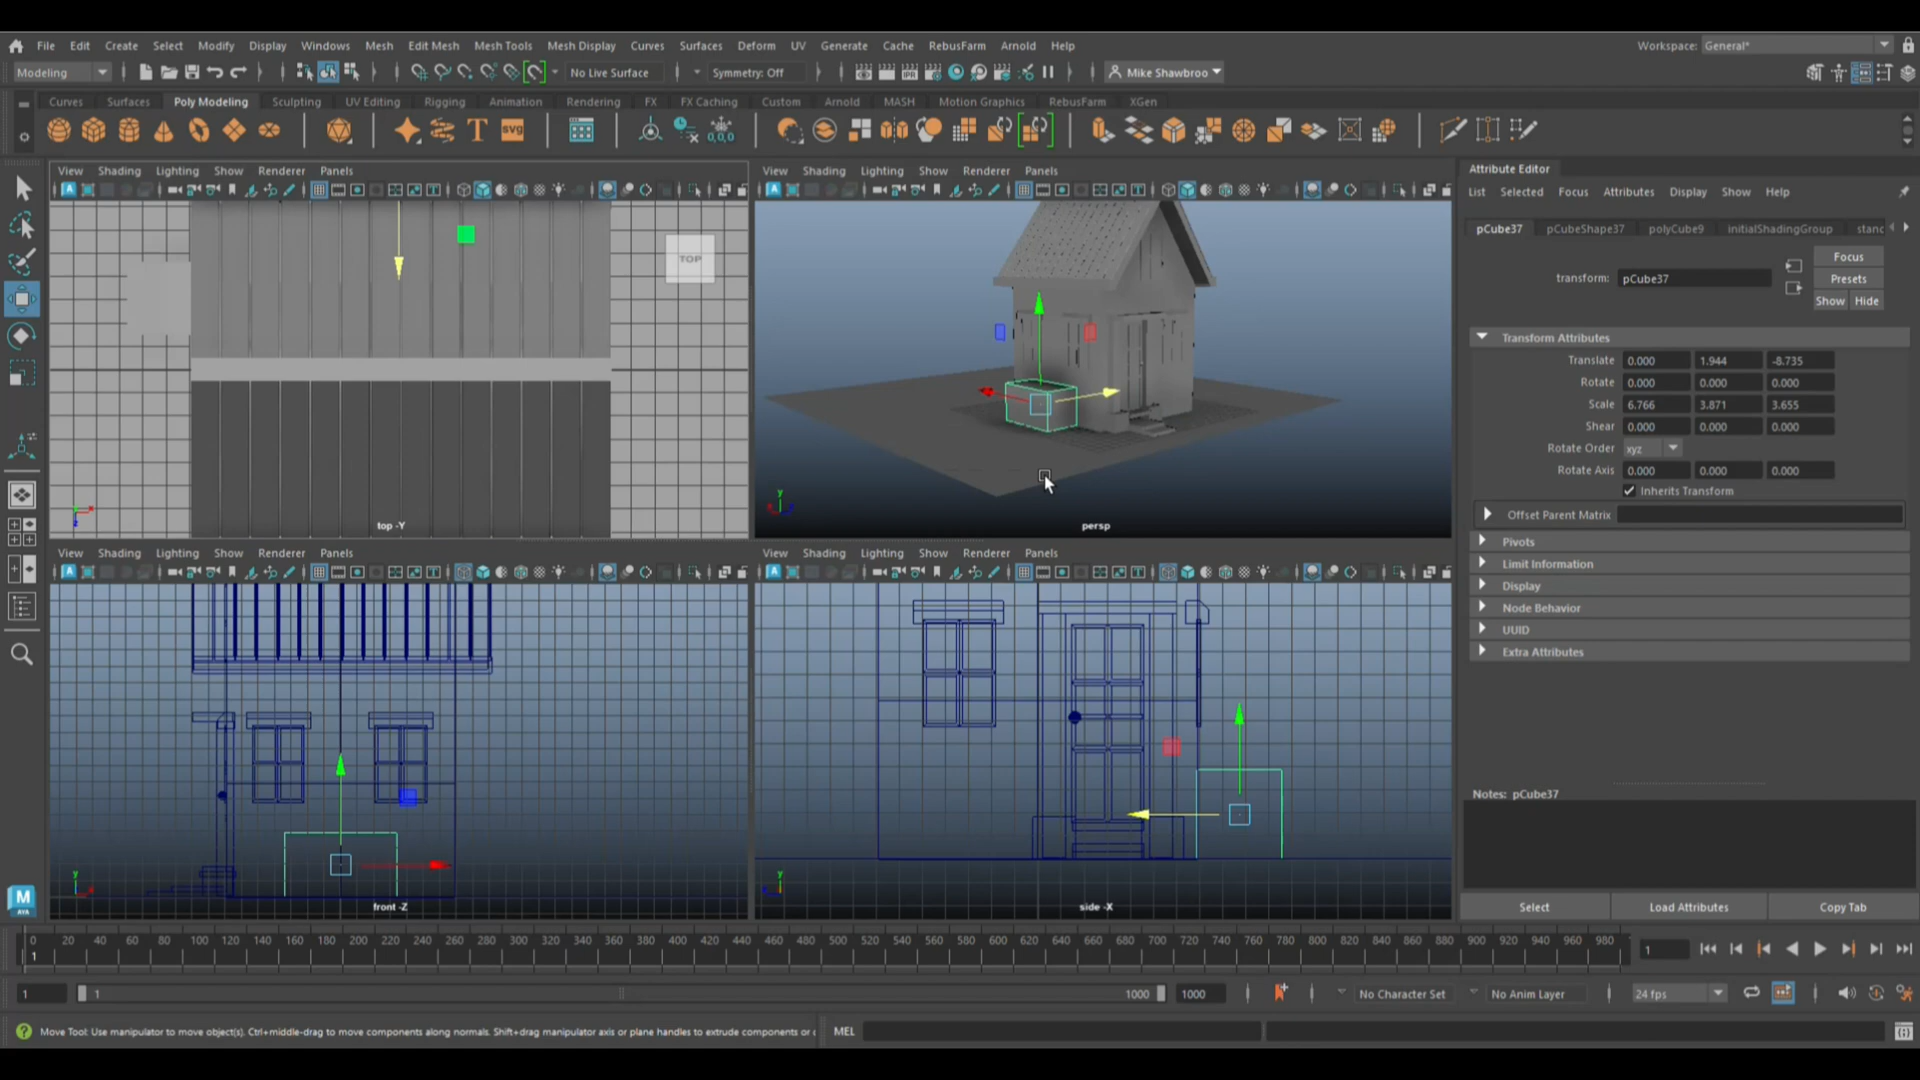 File Edit Create Select Modify Display Windows Mesh Edit Mesh Mesh Tools Mesh Display Curves Surfaces Deform UV Generate Cache RebusFarm Arnold Help
Workspace: General*
Modeling
No Live Surface
Symmetry: Off
IPR
Mike Shawbroo
Curves Surfaces Poly Modeling Sculpting UV Editing Rigging Animation Rendering FX FX Caching Custom Arnold MASH Motion Graphics RebusFarm XGen
T SVG
0,0,0
View Shading Lighting Show Renderer Panels
View Shading Lighting Show Renderer Panels
TOP
top -Y
persp
View Shading Lighting Show Renderer Panels
View Shading Lighting Show Renderer Panels
front -Z
side -X
Attribute Editor
List Selected Focus Attributes Display Show Help
pCube37 pCubeShape37 polyCube9 initialShadingGroup stanc
transform: pCube37
Focus
Presets
Show Hide
Transform Attributes
Translate 0.000 1.944 -8.735
Rotate 0.000 0.000 0.000
Scale 6.766 3.871 3.655
Shear 0.000 0.000 0.000
Rotate Order xyz
Rotate Axis 0.000 0.000 0.000
Inherits Transform
Offset Parent Matrix
Pivots
Limit Information
Display
Node Behavior
UUID
Extra Attributes
Notes: pCube37
Select Load Attributes Copy Tab
M
AYA
0 20 40 60 80 100 120 140 160 180 200 220 240 260 280 300 320 340 360 380 400 420 440 460 480 500 520 540 560 580 600 620 640 660 680 700 720 740 760 780 800 820 840 860 880 900 920 940 960 980
1
1
1 1 1000 1000
No Character Set
No Anim Layer
24 fps
Move Tool: Use manipulator to move object(s). Ctrl+middle-drag to move components along normals. Shift+drag manipulator axis or plane handles to extrude components or
MEL